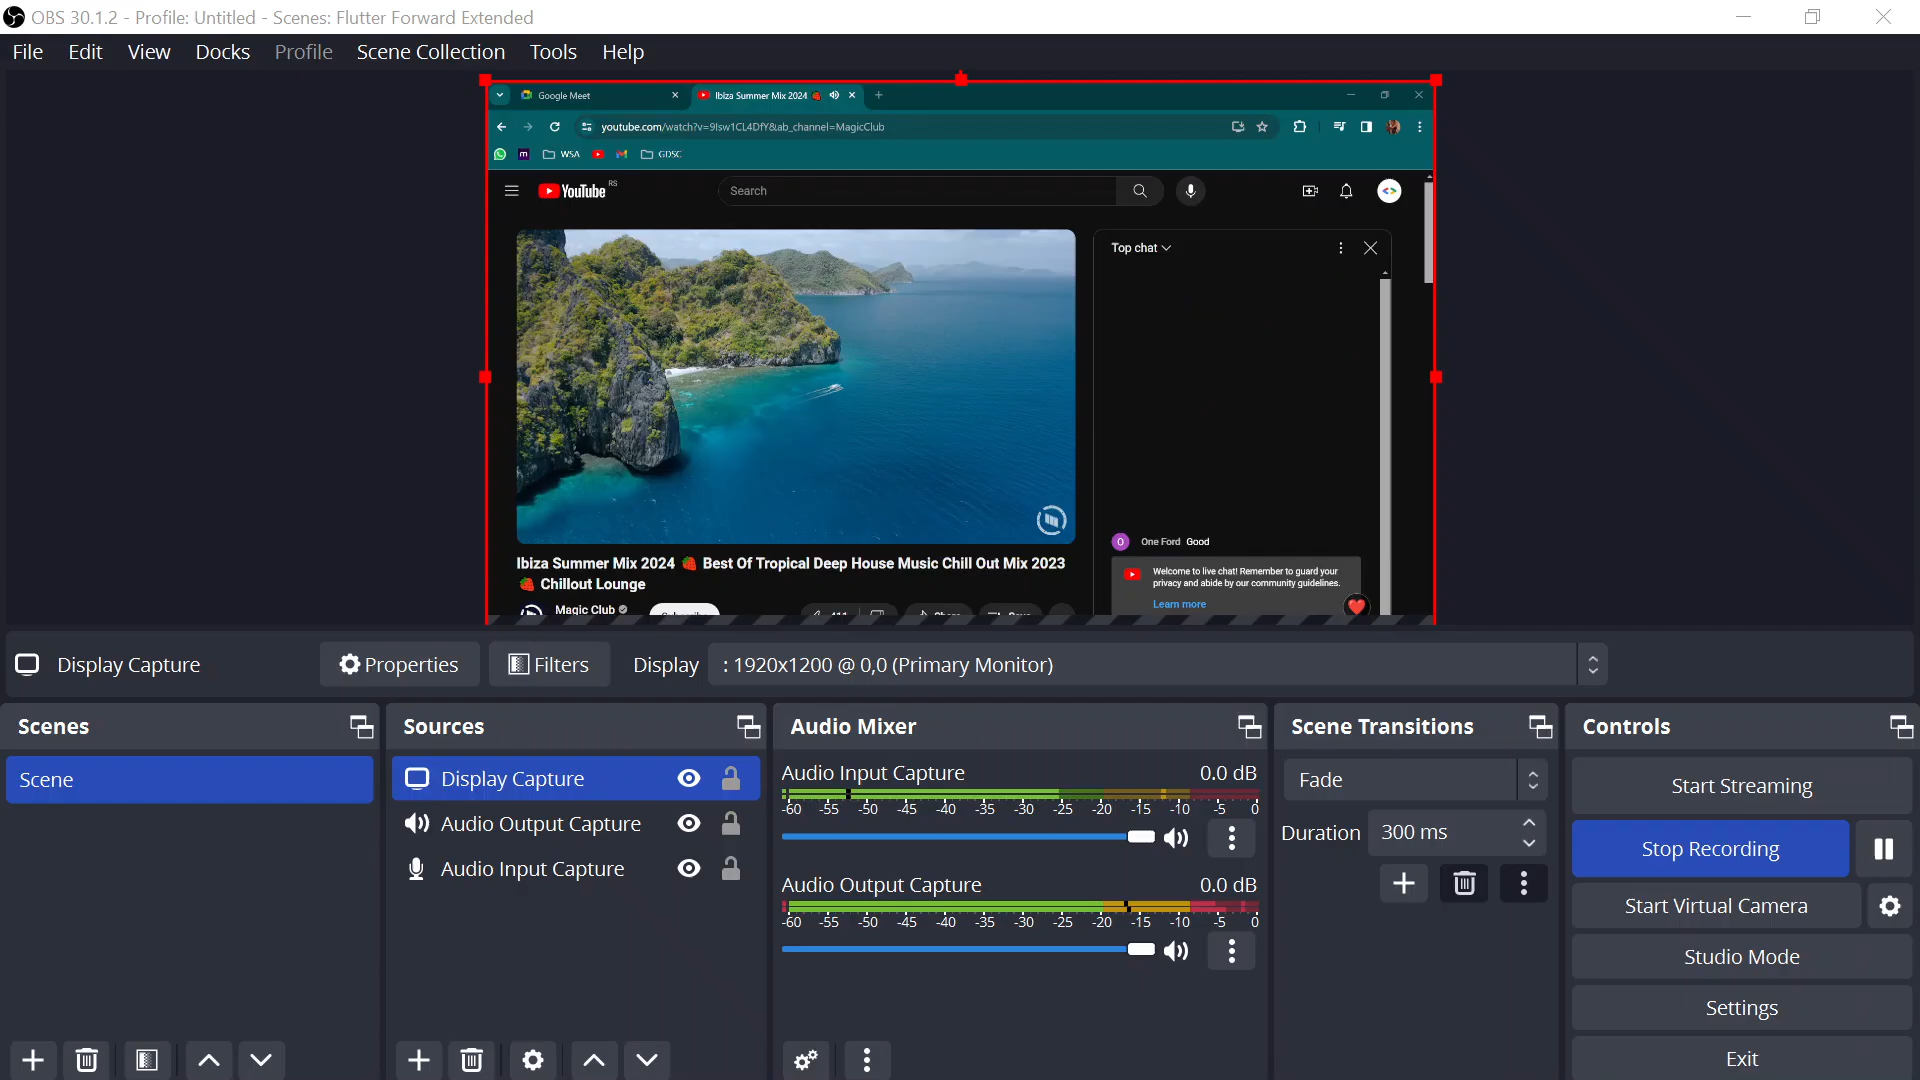 OBS 30.1.2 - Profile: Untitled - Scenes: Flutter Forward Extended
File Edit View Docks Profile Scene Collection Tools Help
Google Meet
Ibiza Summer Mix 2024
youtube.com/watch?v=9Isw1CL4DfY&ab_channel=MagicClub
WSA GDSC
YouTube RS
Search
Top chat
One Ford Good
Welcome to live chat! Remember to guard your
privacy and abide by our community guidelines.
Learn more
Ibiza Summer Mix 2024 🍓 Best Of Tropical Deep House Music Chill Out Mix 2023
🍓 Chillout Lounge
Magic Club
Display Capture Properties Filters Display : 1920x1200 @ 0,0 (Primary Monitor)
Scenes
Scene
Sources
Display Capture
Audio Output Capture
Audio Input Capture
Audio Mixer
Audio Input Capture 0.0 dB
-60 -55 -50 -45 -40 -35 -30 -25 -20 -15 -10 -5 0
Audio Output Capture 0.0 dB
-60 -55 -50 -45 -40 -35 -30 -25 -20 -15 -10 -5 0
Scene Transitions
Fade
Duration 300 ms
Controls
Start Streaming
Stop Recording
Start Virtual Camera
Studio Mode
Settings
Exit